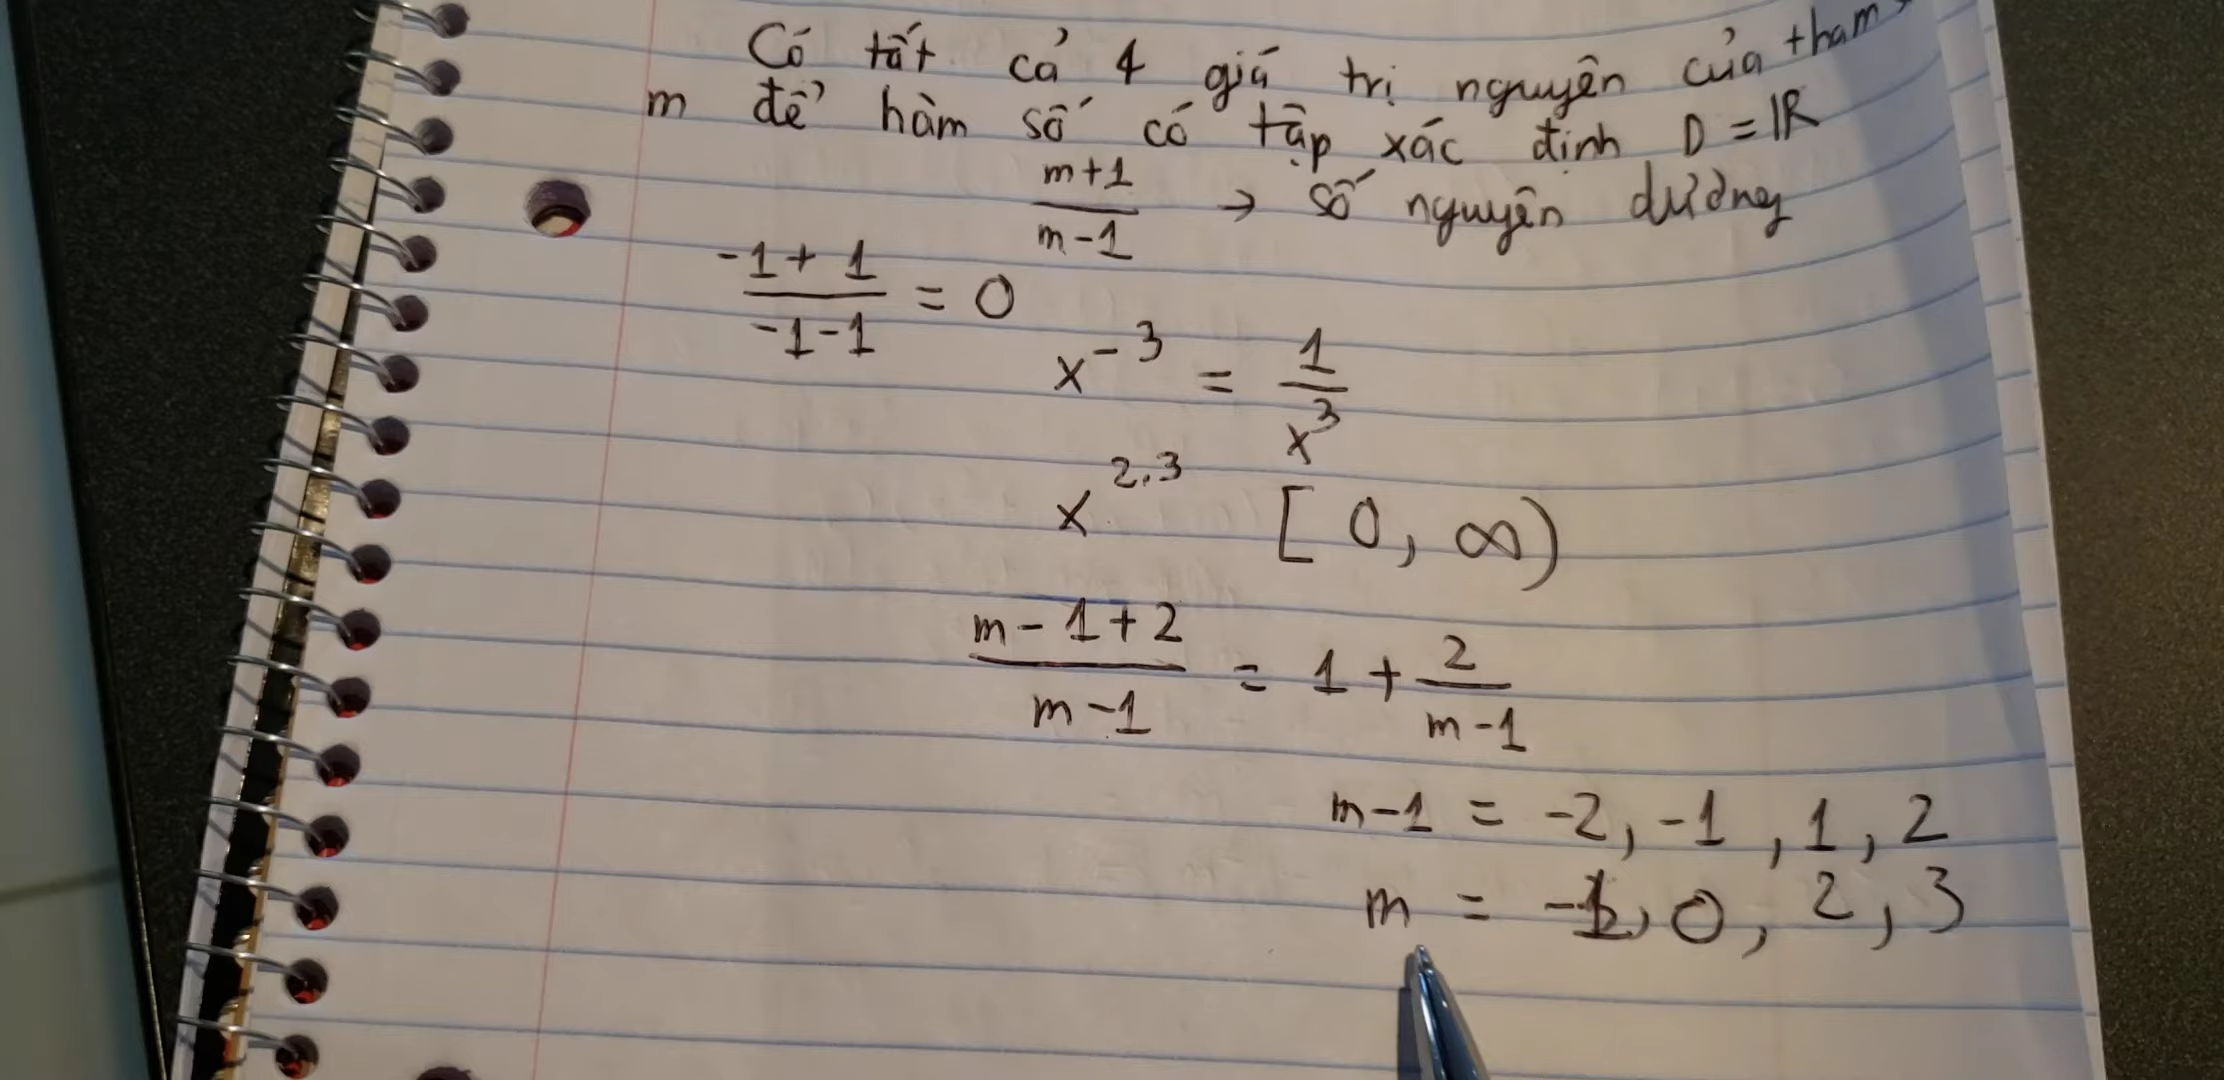 Có tất cả 4 giá trị nguyên của tham
m để hàm số có tập xác định D = ℝ
(m+1)/(m-1) → số nguyên dương
(-1+1)/(-1-1) = 0
x^-3 = 1/x^3
x^2,3 [0, ∞)
(m-1+2)/(m-1) = 1 + 2/(m-1)
m-1 = -2, -1, 1, 2
m = -1, 0, 2, 3